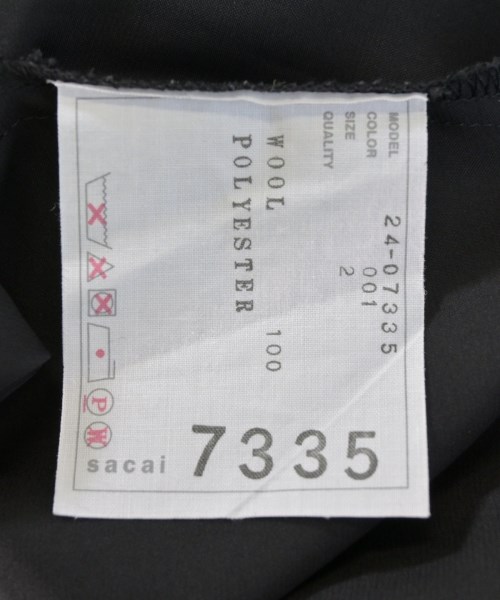 MODEL 24-07335
COLOR 001
SIZE 2
QUALITY
WOOL 100
POLYESTER
P
W
sacai
7335